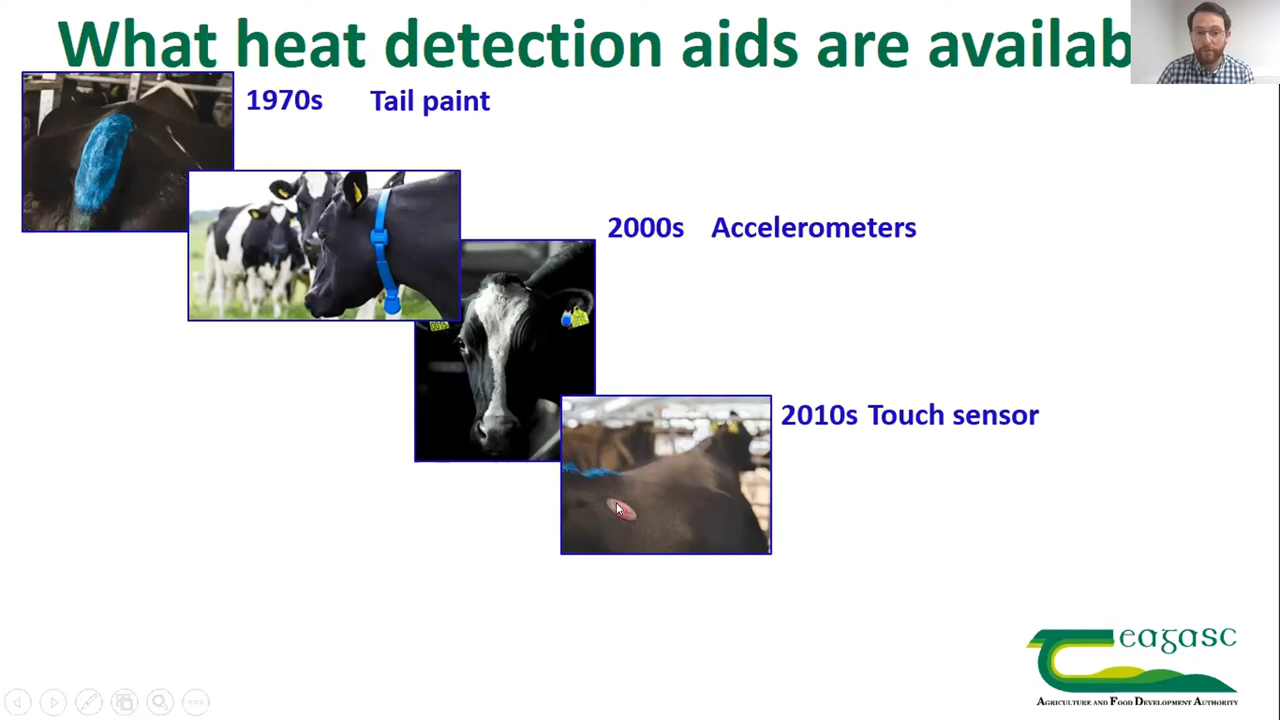 What heat detection aids are availab
1970s Tail paint
2000s Accelerometers
2010s Touch sensor
Teagasc
AGRICULTURE AND FOOD DEVELOPMENT AUTHORITY